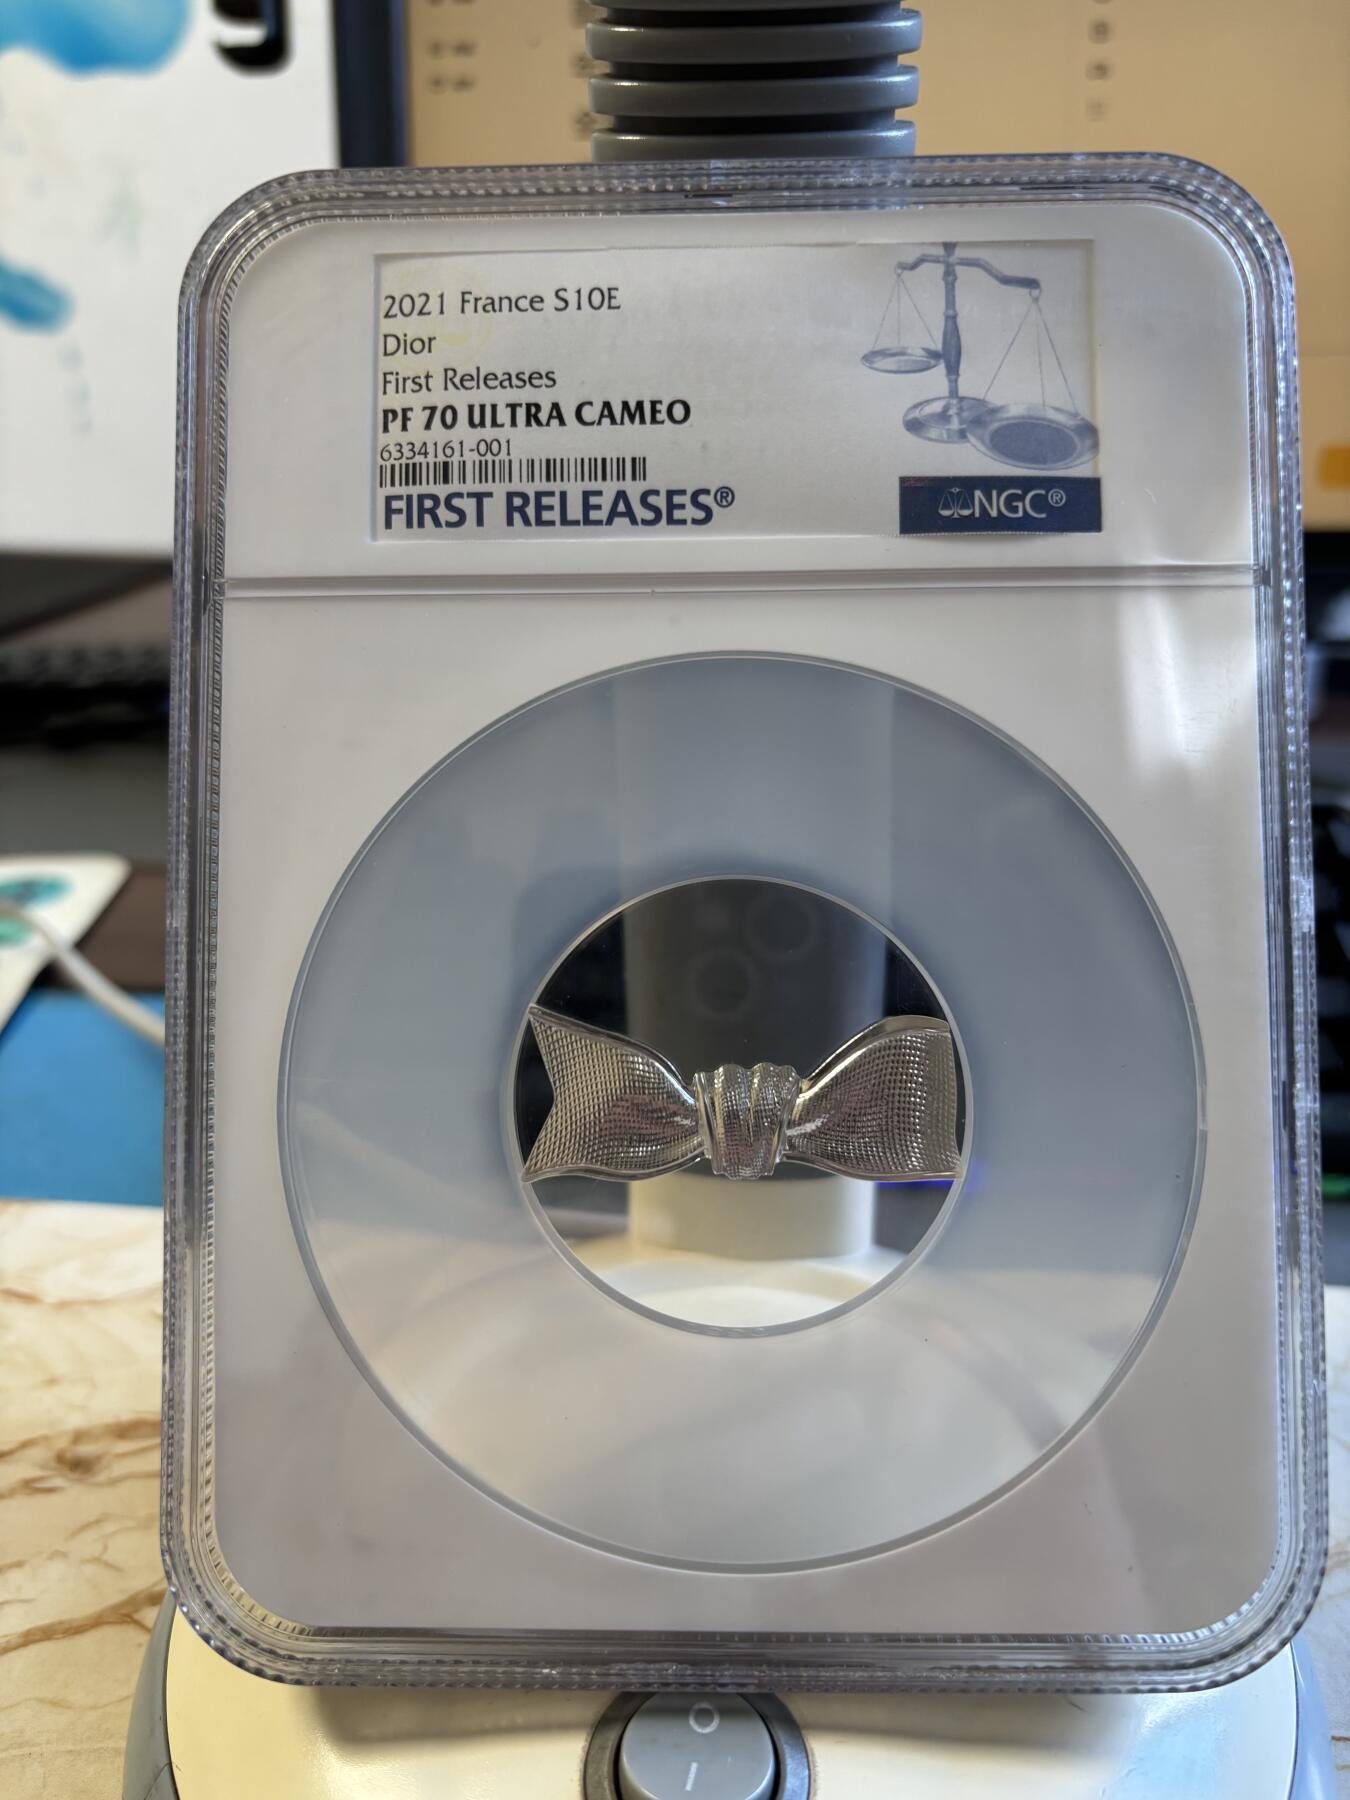 2021 France S10E
Dior
First Releases
PF 70 ULTRA CAMEO
6334161-001
FIRST RELEASES®
NGC®